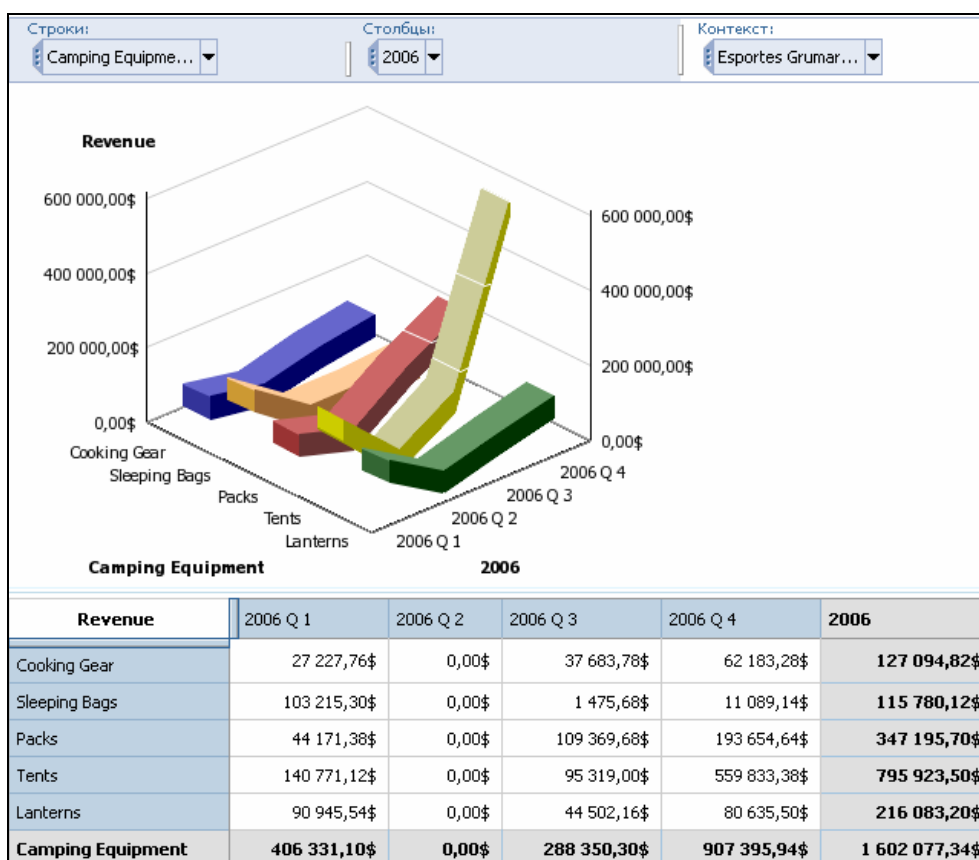 Строки: Столбцы: Контекст:
Camping Equipme... 2006 Esportes Grumar...
Revenue
600 000,00$ 600 000,00$
400 000,00$ 400 000,00$
200 000,00$ 200 000,00$
0,00$ 0,00$
Cooking Gear
Sleeping Bags
Packs
Tents
Lanterns
2006 Q 1
2006 Q 2
2006 Q 3
2006 Q 4
Camping Equipment 2006
Revenue 2006 Q 1 2006 Q 2 2006 Q 3 2006 Q 4 2006
Cooking Gear 27 227,76$ 0,00$ 37 683,78$ 62 183,28$ 127 094,82$
Sleeping Bags 103 215,30$ 0,00$ 1 475,68$ 11 089,14$ 115 780,12$
Packs 44 171,38$ 0,00$ 109 369,68$ 193 654,64$ 347 195,70$
Tents 140 771,12$ 0,00$ 95 319,00$ 559 833,38$ 795 923,50$
Lanterns 90 945,54$ 0,00$ 44 502,16$ 80 635,50$ 216 083,20$
Camping Equipment 406 331,10$ 0,00$ 288 350,30$ 907 395,94$ 1 602 077,34$